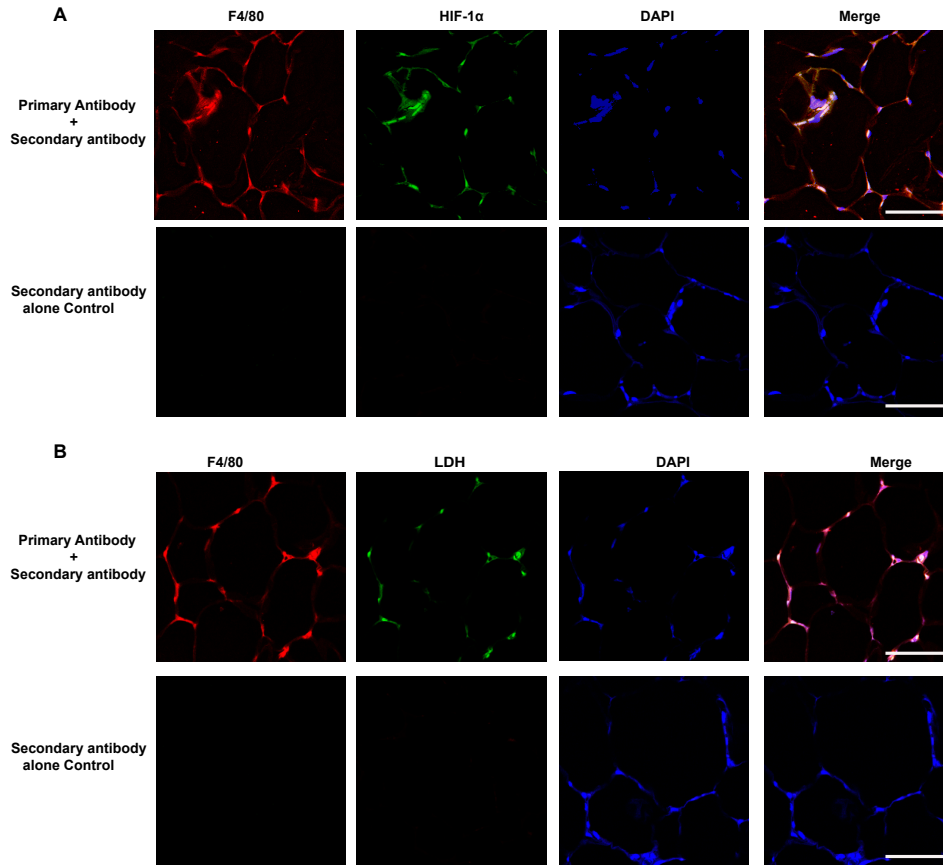 A
F4/80 HIF-1α DAPI Merge
Primary Antibody
+
Secondary antibody
Secondary antibody
alone Control
B
F4/80 LDH DAPI Merge
Primary Antibody
+
Secondary antibody
Secondary antibody
alone Control